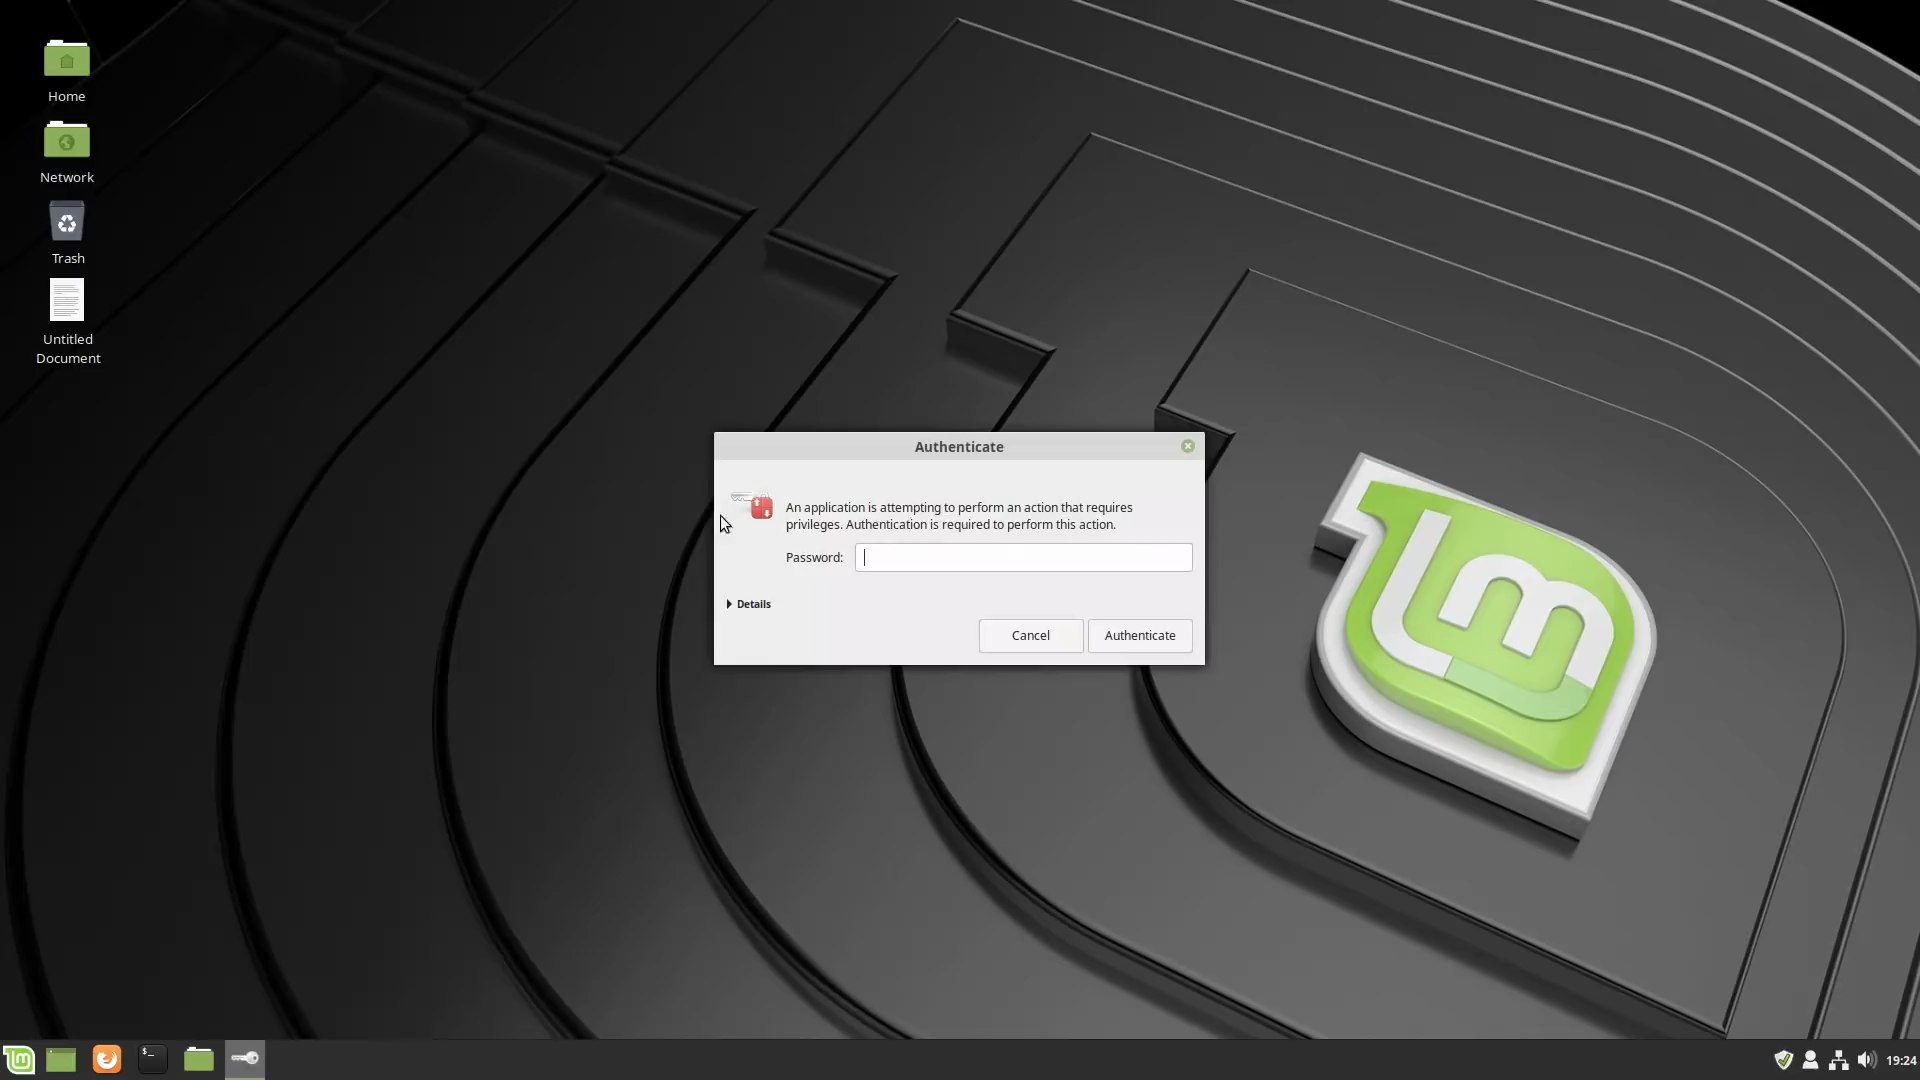 Home
Network
Trash
Untitled
Document
Authenticate
An application is attempting to perform an action that requires
privileges. Authentication is required to perform this action.
Password:
Details
Cancel
Authenticate
$_
19:24